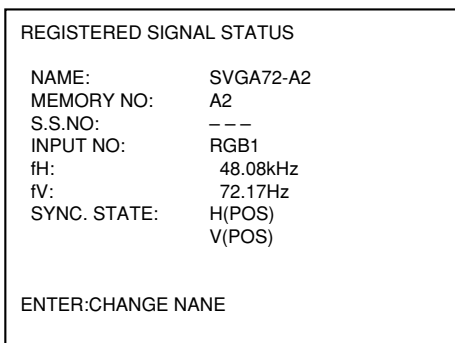 REGISTERED SIGNAL STATUS
NAME: SVGA72-A2
MEMORY NO: A2
S.S.NO: – – –
INPUT NO: RGB1
fH: 48.08kHz
fV: 72.17Hz
SYNC. STATE: H(POS)
V(POS)
ENTER:CHANGE NANE